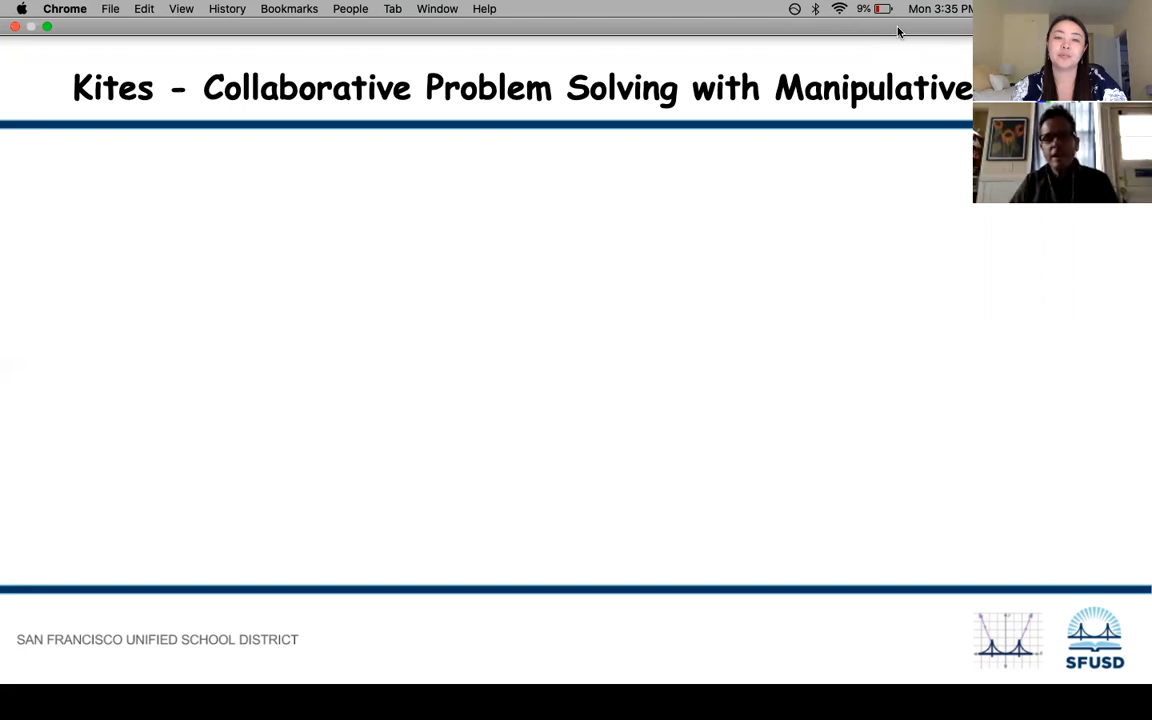 Chrome File Edit View History Bookmarks People Tab Window Help 9% Mon 3:35 PM
Kites - Collaborative Problem Solving with Manipulative
SAN FRANCISCO UNIFIED SCHOOL DISTRICT
SFUSD